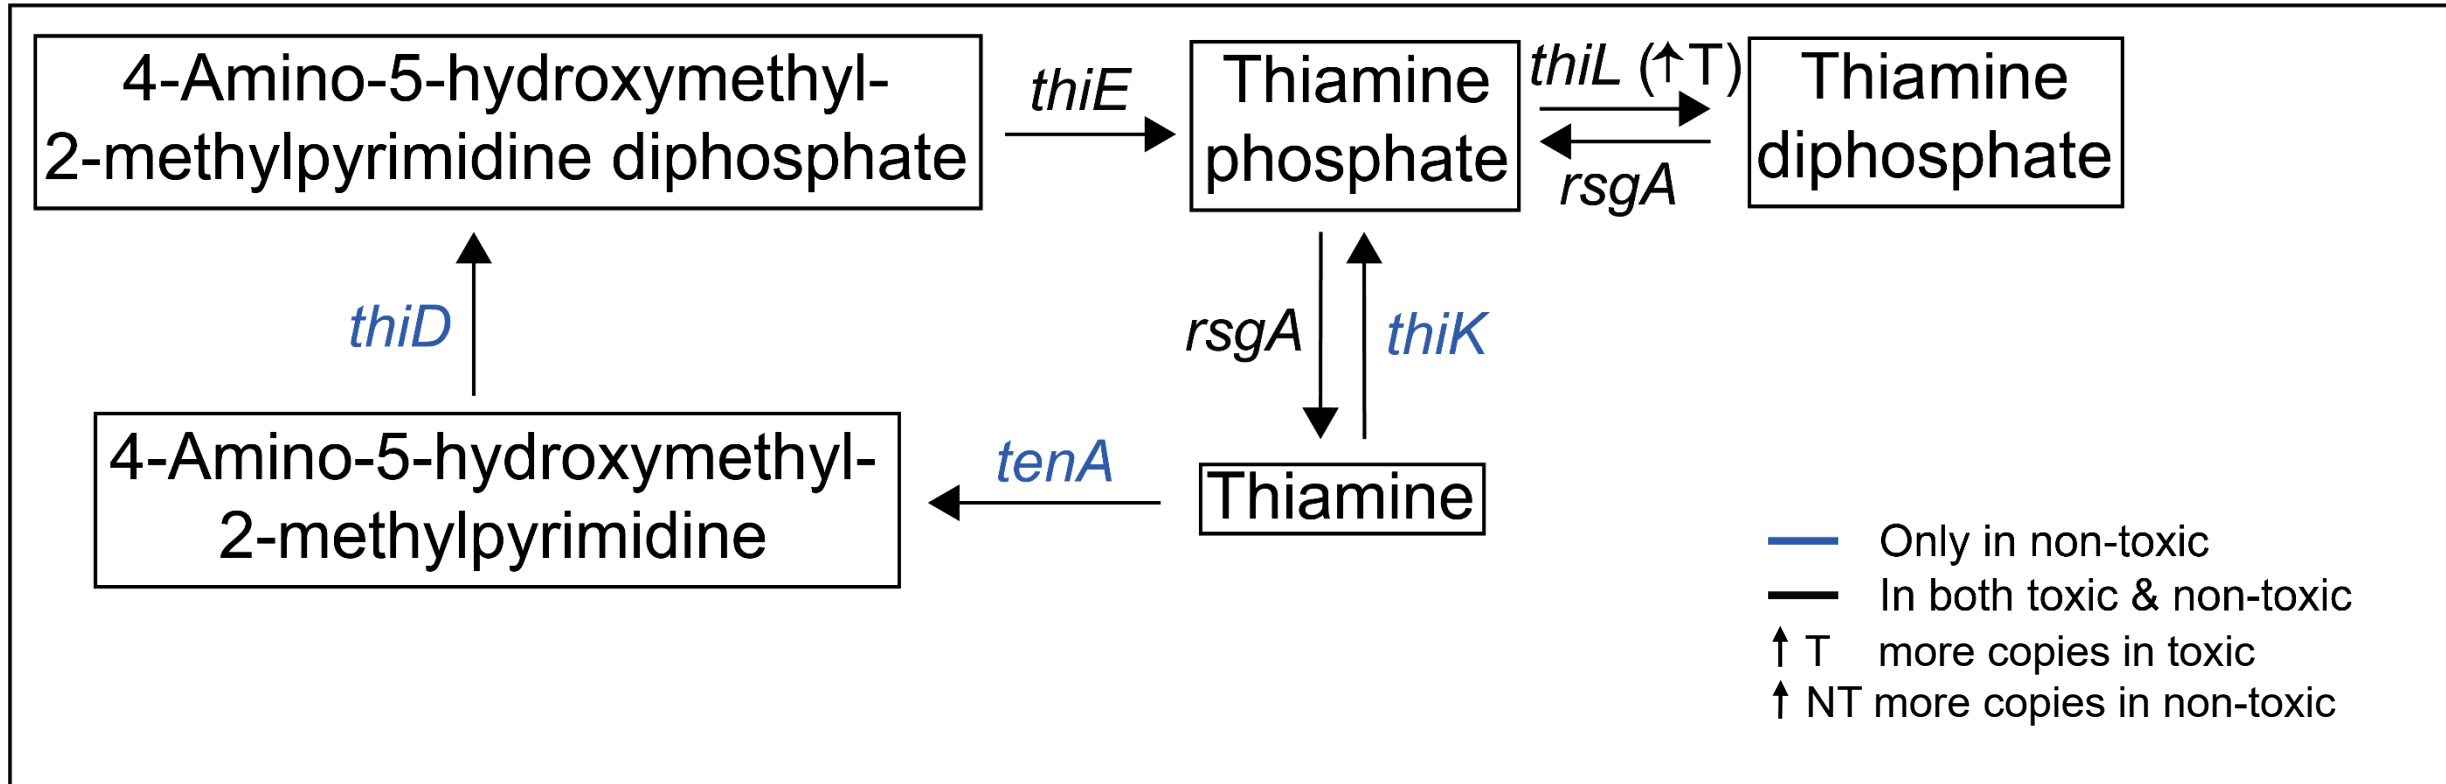 4-Amino-5-hydroxymethyl-
2-methylpyrimidine diphosphate
thiE
Thiamine
phosphate
thiL (↑T)
rsgA
Thiamine
diphosphate
thiD
rsgA
thiK
4-Amino-5-hydroxymethyl-
2-methylpyrimidine
tenA
Thiamine
Only in non-toxic
In both toxic & non-toxic
↑ T more copies in toxic
↑ NT more copies in non-toxic